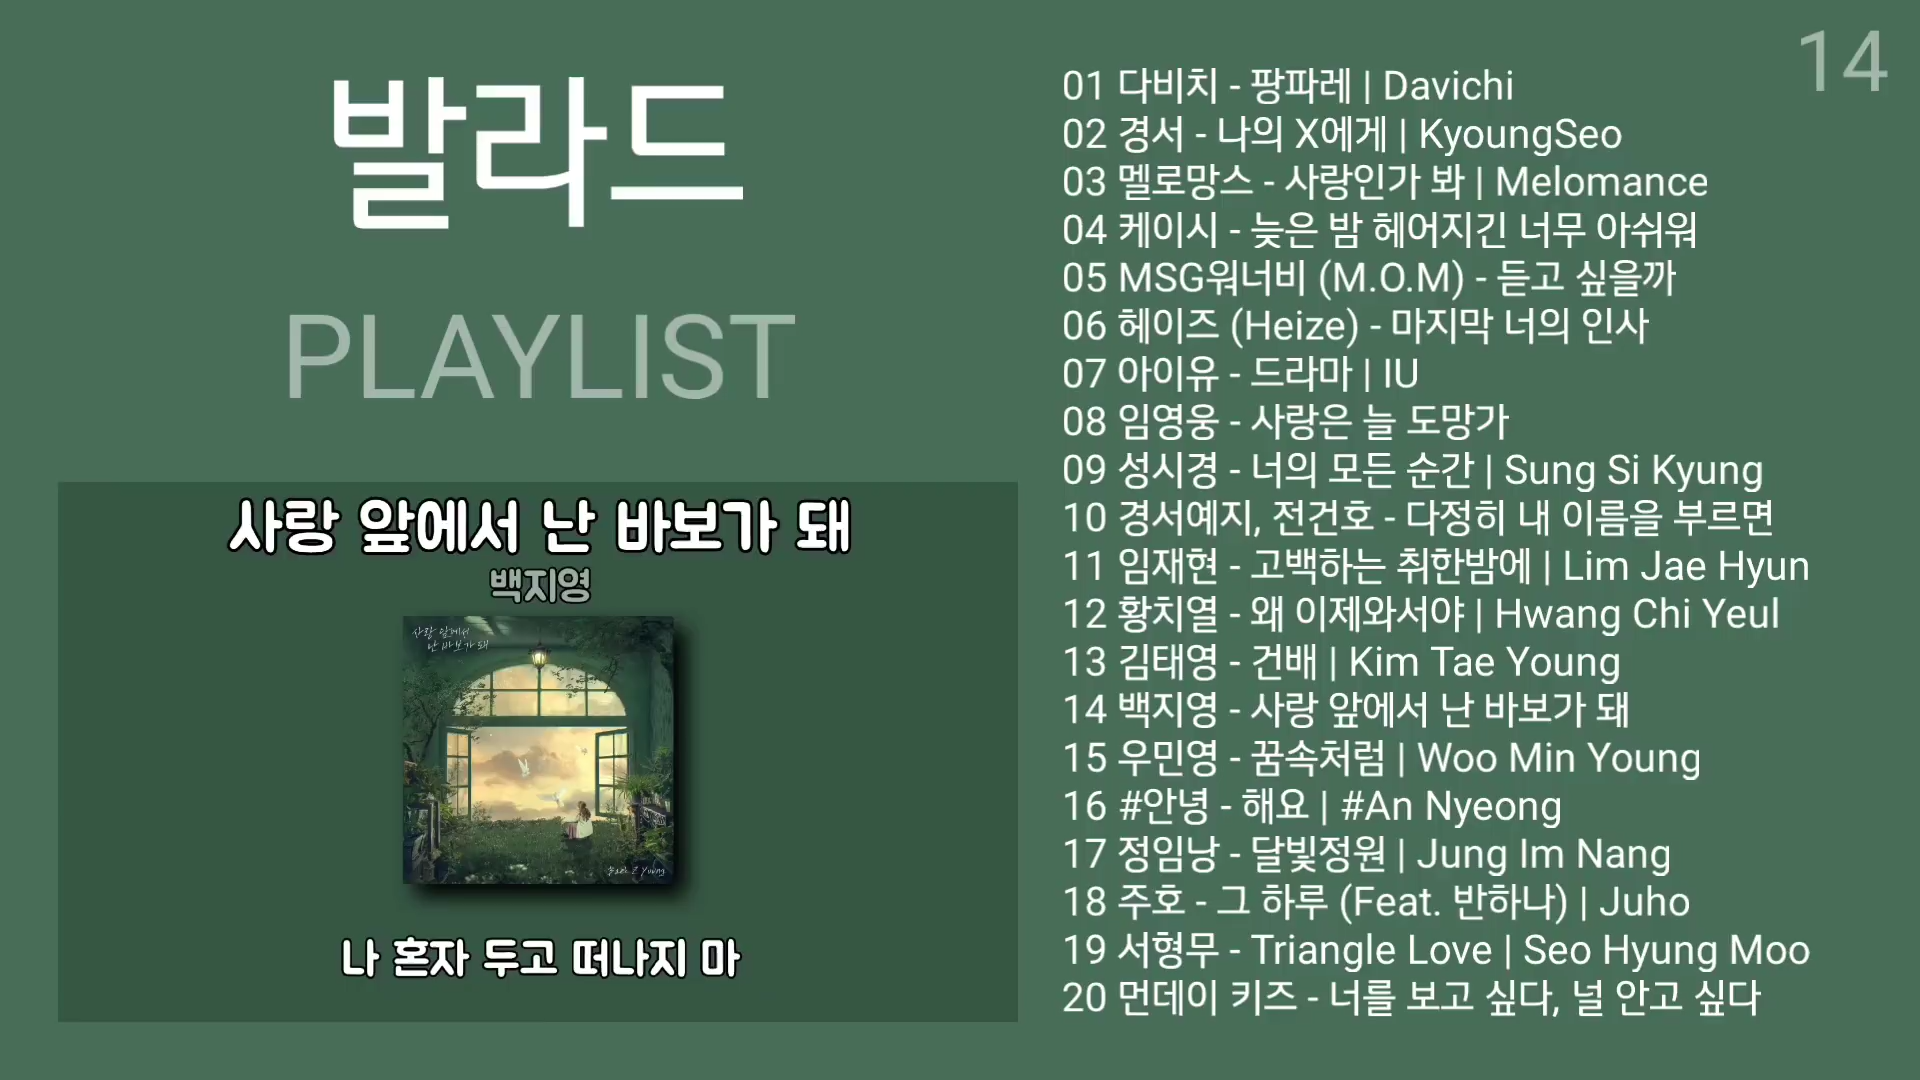 발라드
PLAYLIST
사랑 앞에서 난 바보가 돼
백지영
사랑 앞에서
난 바보가 돼
Baek Z Young
나 혼자 두고 떠나지 마
14
01 다비치 - 팡파레 | Davichi
02 경서 - 나의 X에게 | KyoungSeo
03 멜로망스 - 사랑인가 봐 | Melomance
04 케이시 - 늦은 밤 헤어지긴 너무 아쉬워
05 MSG워너비 (M.O.M) - 듣고 싶을까
06 헤이즈 (Heize) - 마지막 너의 인사
07 아이유 - 드라마 | IU
08 임영웅 - 사랑은 늘 도망가
09 성시경 - 너의 모든 순간 | Sung Si Kyung
10 경서예지, 전건호 - 다정히 내 이름을 부르면
11 임재현 - 고백하는 취한밤에 | Lim Jae Hyun
12 황치열 - 왜 이제와서야 | Hwang Chi Yeul
13 김태영 - 건배 | Kim Tae Young
14 백지영 - 사랑 앞에서 난 바보가 돼
15 우민영 - 꿈속처럼 | Woo Min Young
16 #안녕 - 해요 | #An Nyeong
17 정임낭 - 달빛정원 | Jung Im Nang
18 주호 - 그 하루 (Feat. 반하나) | Juho
19 서형무 - Triangle Love | Seo Hyung Moo
20 먼데이 키즈 - 너를 보고 싶다, 널 안고 싶다